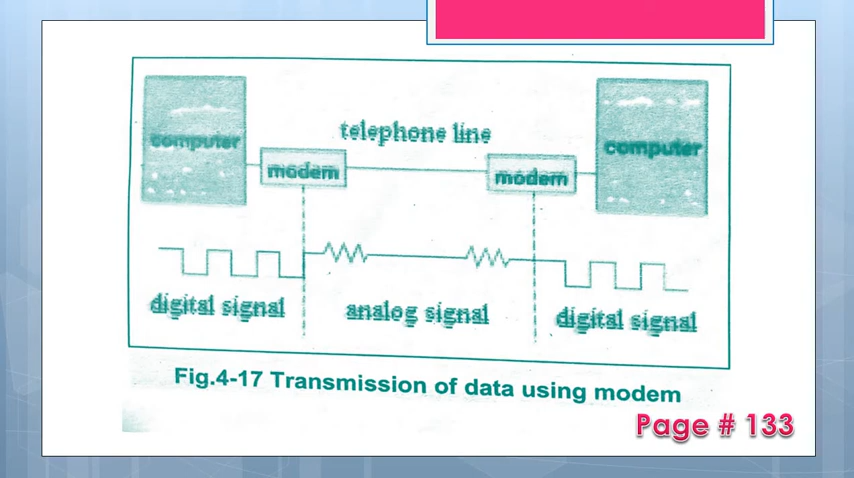 telephone line
computer
computer
modem
modem
digital signal
analog signal
digital signal
Fig.4-17 Transmission of data using modem
Page # 133